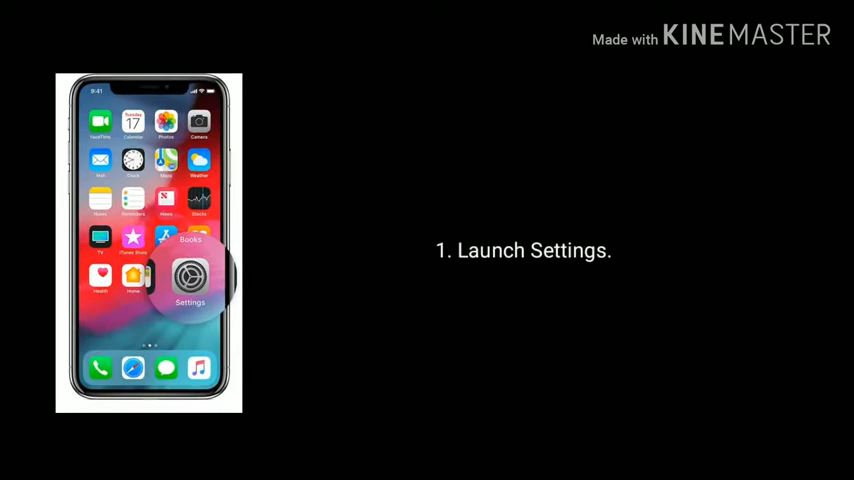 Made with KINEMASTER
9:41
Tuesday
17
FaceTime Calendar Photos Camera
Mail Clock Maps Weather
Notes Reminders News Stocks
Books
TV iTunes Store
Health Home Settings
1. Launch Settings.